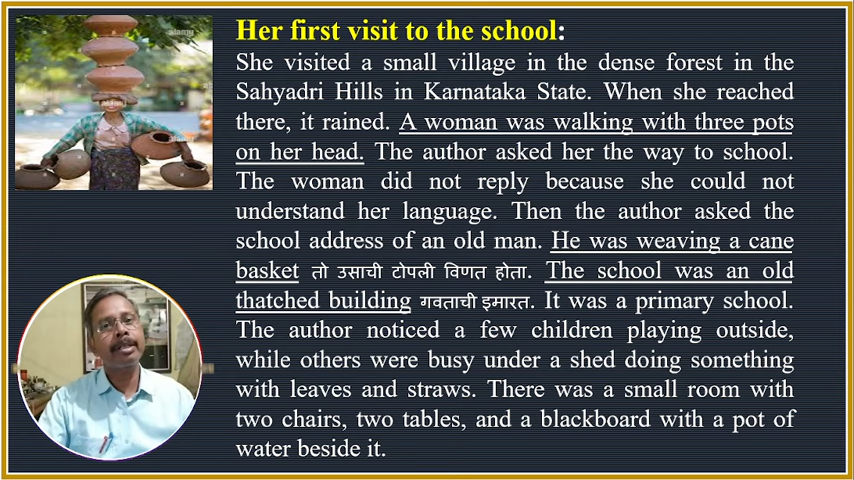 Her first visit to the school:
She visited a small village in the dense forest in the
Sahyadri Hills in Karnataka State. When she reached
there, it rained. A woman was walking with three pots
on her head. The author asked her the way to school.
The woman did not reply because she could not
understand her language. Then the author asked the
school address of an old man. He was weaving a cane
basket तो उसाची टोपली विणत होता. The school was an old
thatched building गवताची इमारत. It was a primary school.
The author noticed a few children playing outside,
while others were busy under a shed doing something
with leaves and straws. There was a small room with
two chairs, two tables, and a blackboard with a pot of
water beside it.